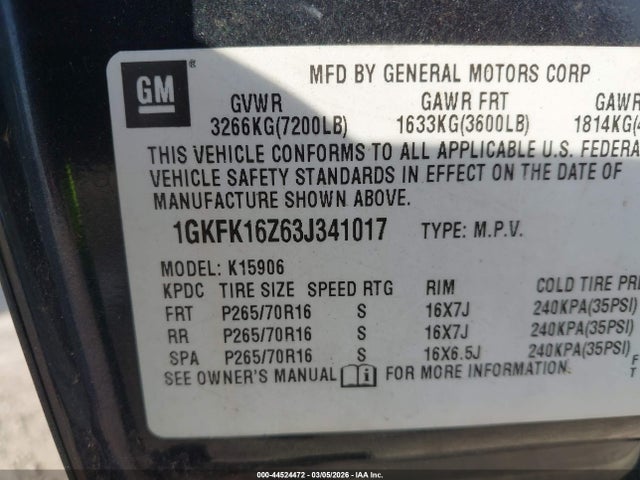 GM ®
MFD BY GENERAL MOTORS CORP
GVWR GAWR FRT GAWR
3266KG(7200LB) 1633KG(3600LB) 1814KG(4
THIS VEHICLE CONFORMS TO ALL APPLICABLE U.S. FEDERA
VEHICLE SAFETY STANDARDS IN EFFECT ON THE DATE OF
MANUFACTURE SHOWN ABOVE.
1GKFK16Z63J341017 TYPE: M.P.V.
MODEL: K15906
KPDC TIRE SIZE SPEED RTG RIM COLD TIRE PRE
FRT P265/70R16 S 16X7J 240KPA(35PSI)
RR P265/70R16 S 16X7J 240KPA(35PSI)
SPA P265/70R16 S 16X6.5J 240KPA(35PSI)
SEE OWNER'S MANUAL i FOR MORE INFORMATION. F
T
000-44524472 03/05/2026 IAA Inc.